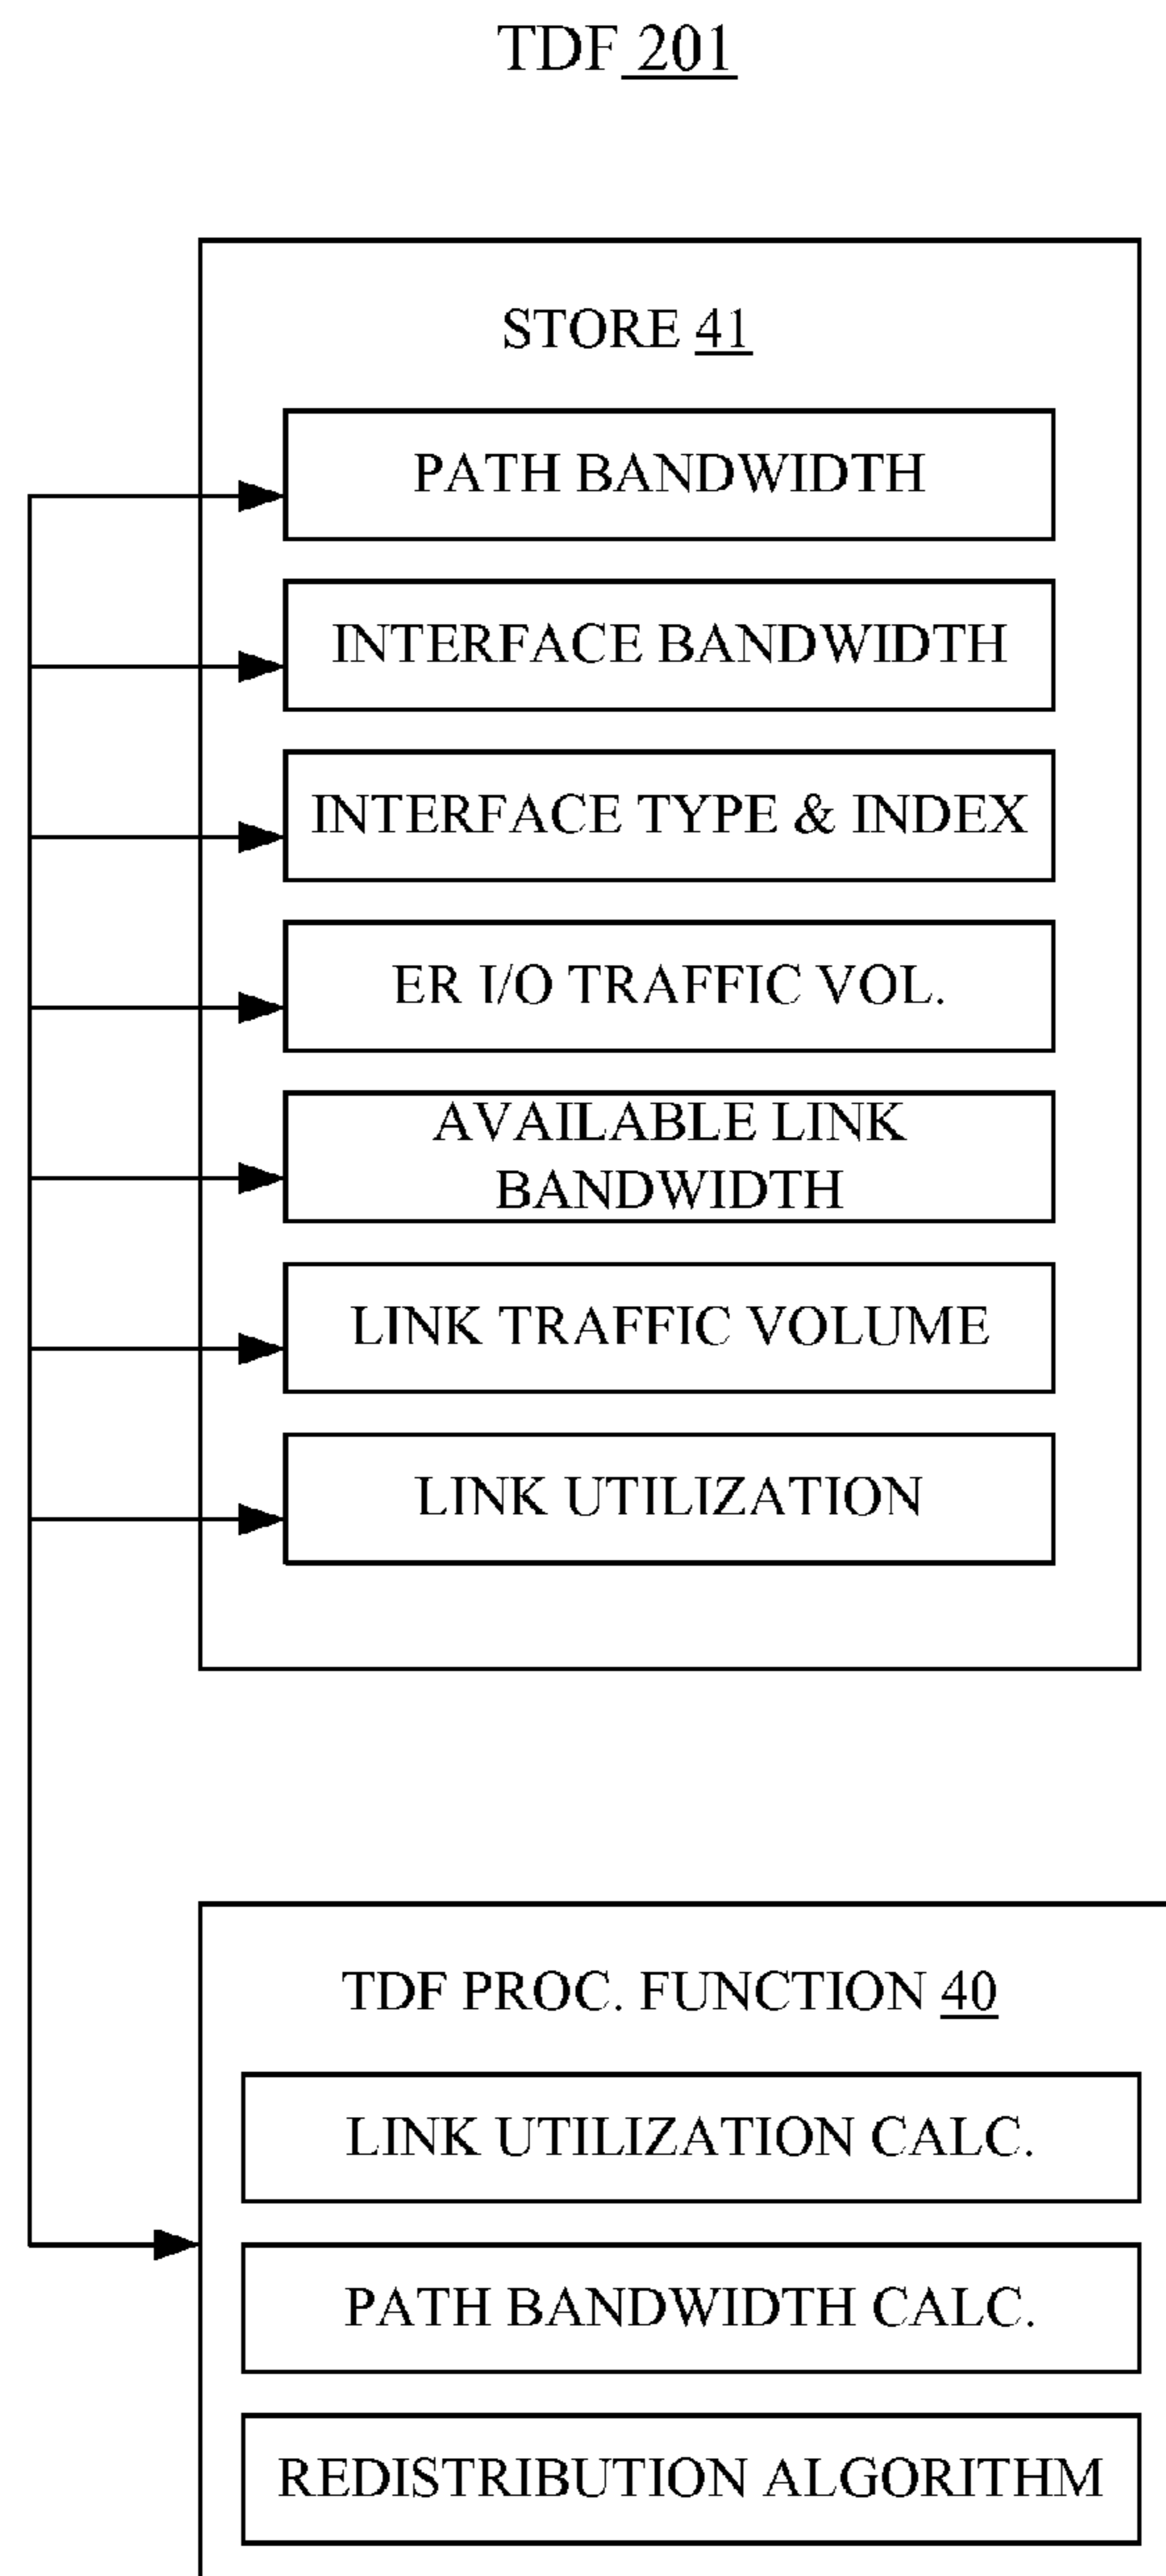 TDF 201
STORE 41
PATH BANDWIDTH
INTERFACE BANDWIDTH
INTERFACE TYPE & INDEX
ER I/O TRAFFIC VOL.
AVAILABLE LINK
BANDWIDTH
LINK TRAFFIC VOLUME
LINK UTILIZATION
TDF PROC. FUNCTION 40
LINK UTILIZATION CALC.
PATH BANDWIDTH CALC.
REDISTRIBUTION ALGORITHM